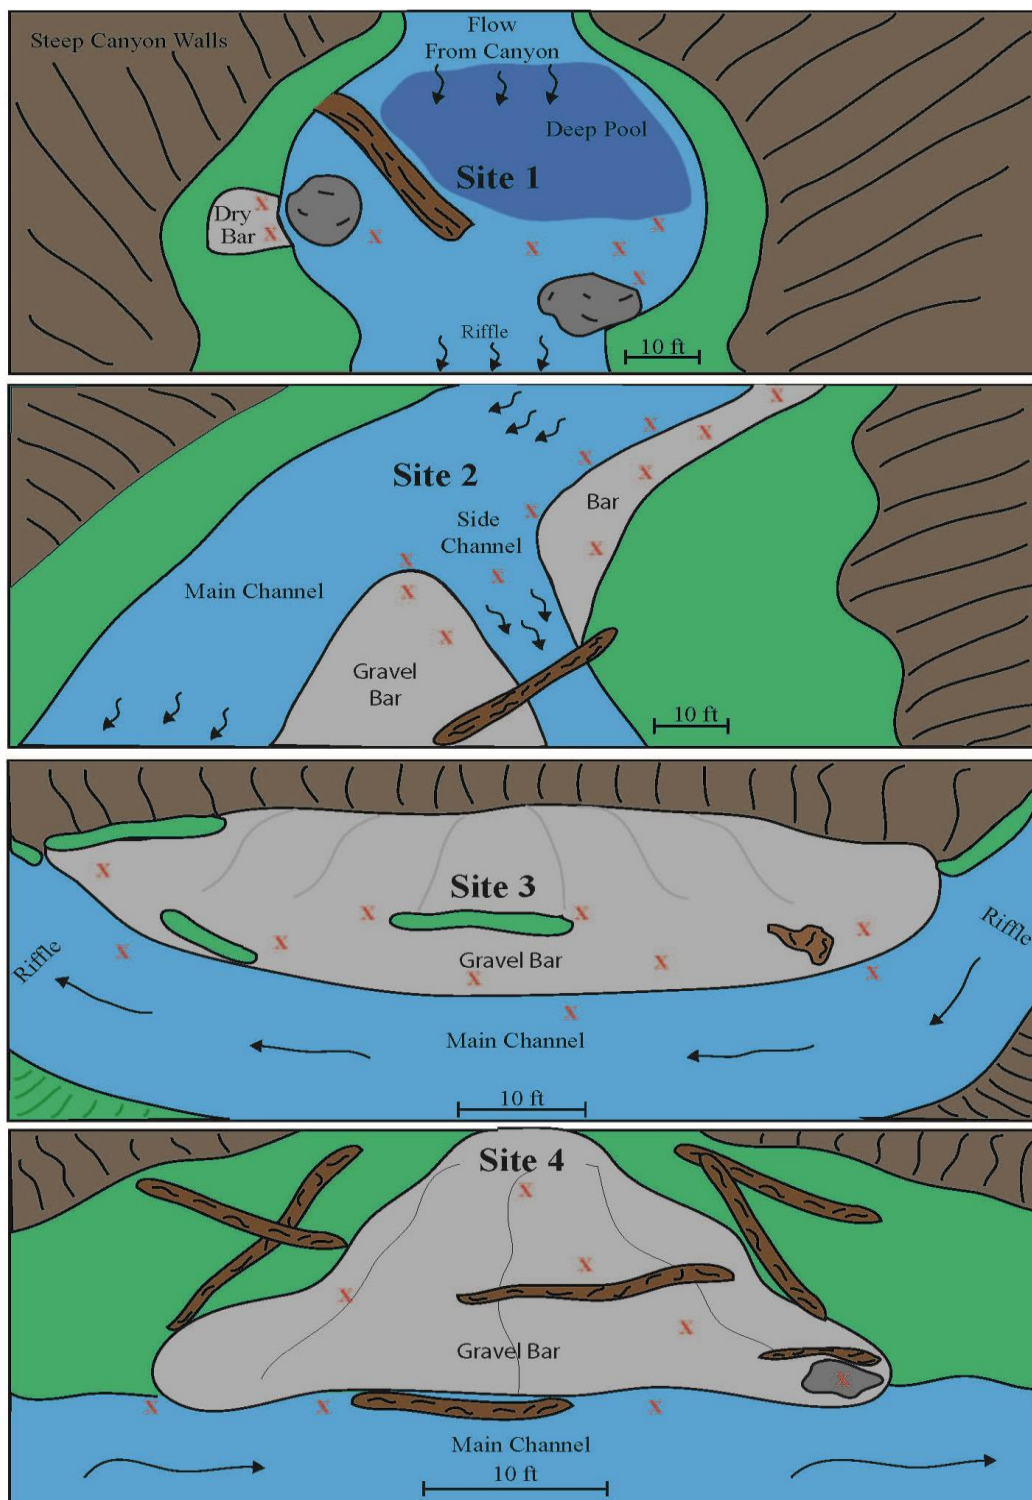 Steep Canyon Walls
Flow
From Canyon
Deep Pool
Site 1
Dry
Bar
Riffle
10 ft
Site 2
Bar
Side
Channel
Main Channel
Gravel
Bar
10 ft
Site 3
Riffle
Riffle
Gravel Bar
Main Channel
10 ft
Site 4
Gravel Bar
Main Channel
10 ft